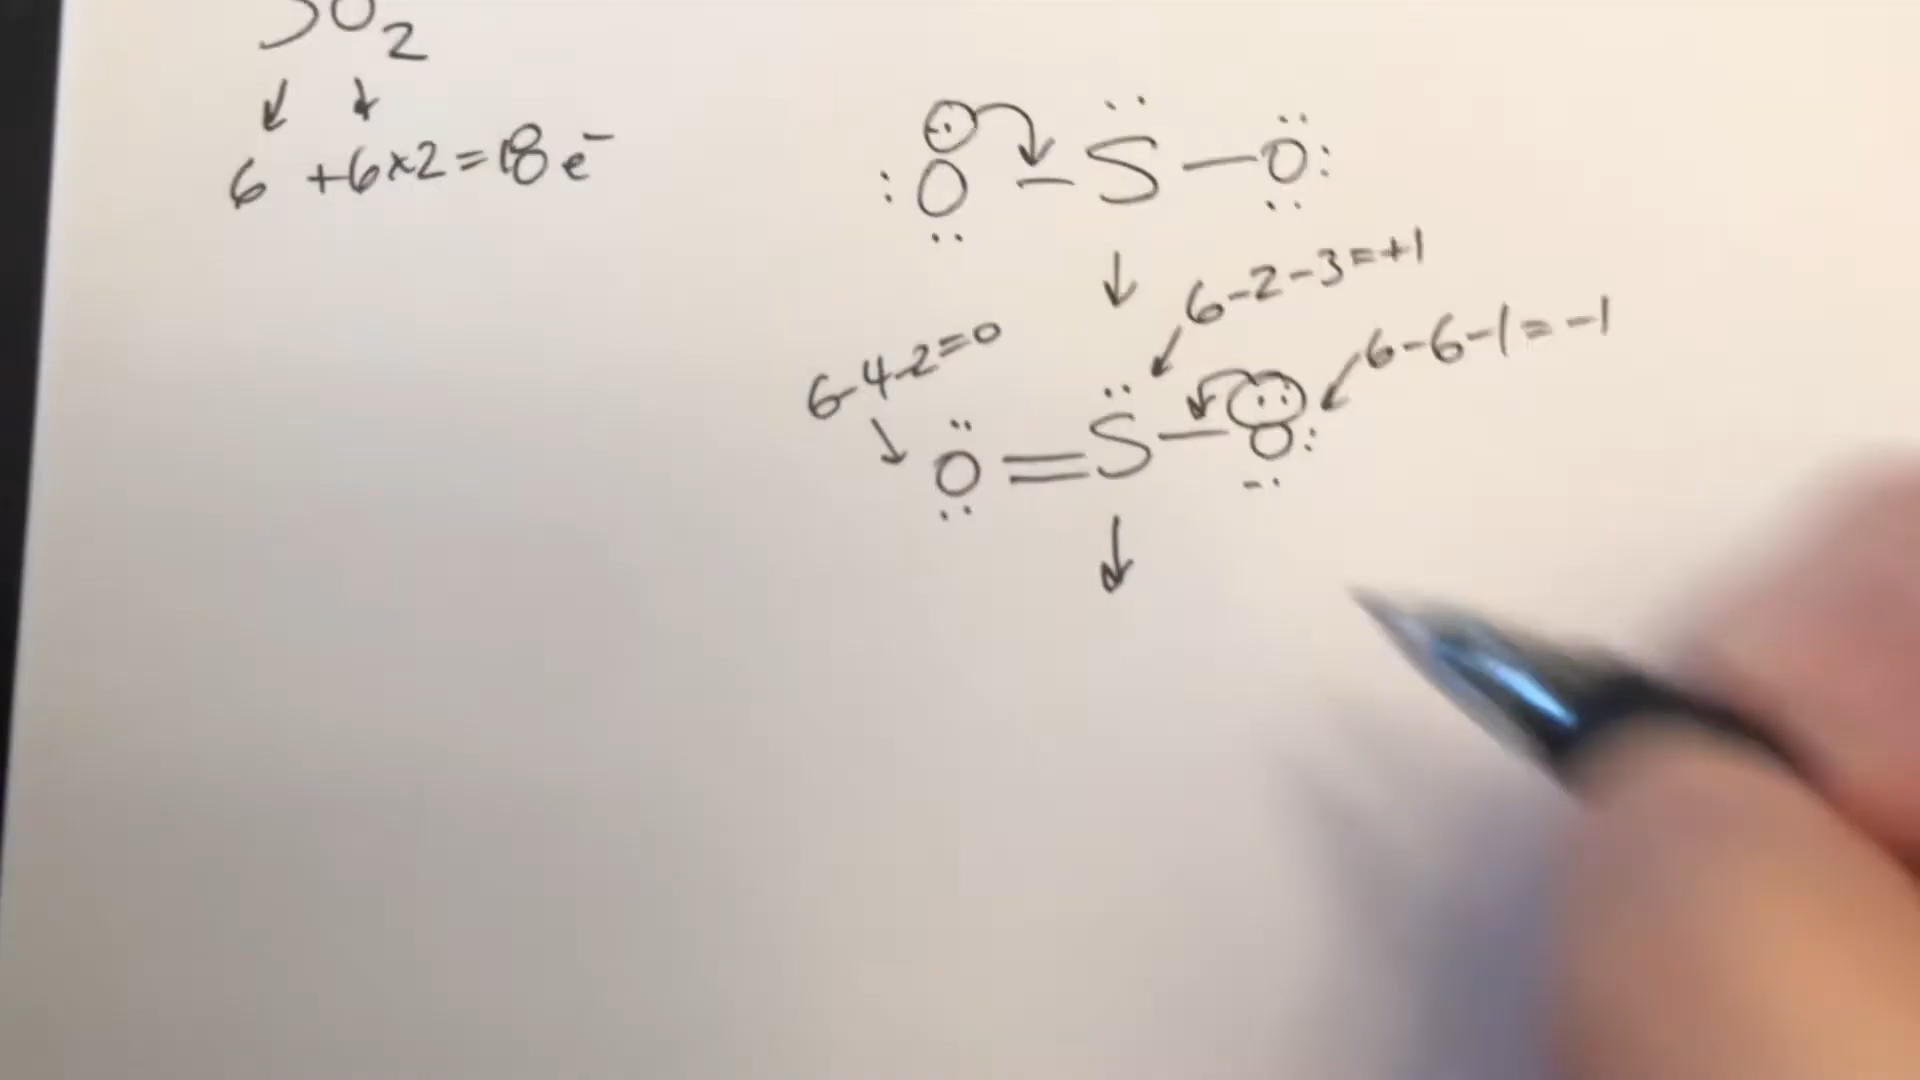 SO2
6 +6x2=18e-
:O - S - O:
6-2-3=+1
6-6-1=-1
6-4-2=0
O=S-O: